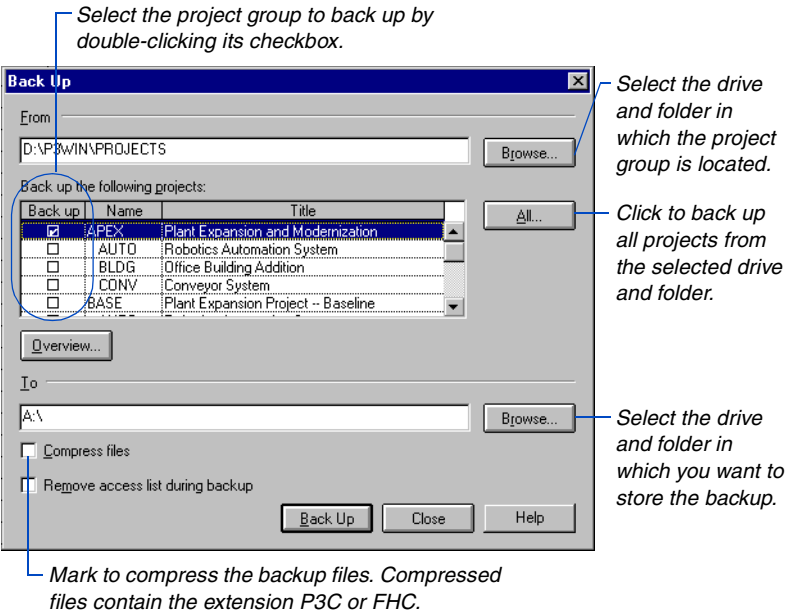 Select the project group to back up by
double-clicking its checkbox.
Back Up
From
D:\P3WIN\PROJECTS
Browse...
Back up the following projects:
Back up Name Title
APEX Plant Expansion and Modernization
AUTO Robotics Automation System
BLDG Office Building Addition
CONV Conveyor System
BASE Plant Expansion Project -- Baseline
All...
Overview...
To
A:\
Browse...
Compress files
Remove access list during backup
Back Up Close Help
Select the drive
and folder in
which the project
group is located.
Click to back up
all projects from
the selected drive
and folder.
Select the drive
and folder in
which you want to
store the backup.
Mark to compress the backup files. Compressed
files contain the extension P3C or FHC.